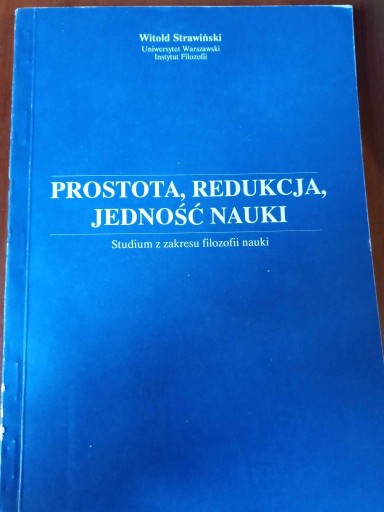 Witold Strawiński
Uniwersytet Warszawski
Instytut Filozofii
PROSTOTA, REDUKCJA,
JEDNOŚĆ NAUKI
Studium z zakresu filozofii nauki